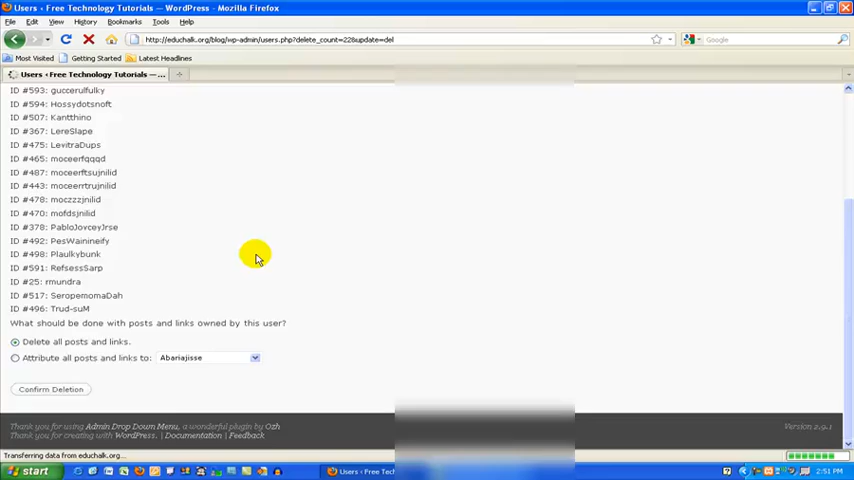 Users ‹ Free Technology Tutorials — WordPress - Mozilla Firefox
File Edit View History Bookmarks Tools Help
http://educhalk.org/blog/wp-admin/users.php?delete_count=22&update=del
Google
Most Visited Getting Started Latest Headlines
Users ‹ Free Technology Tutorials — ...
ID #593: guccerulfulky
ID #594: Hossydotsnoft
ID #507: Kantthino
ID #367: LereSlape
ID #475: LevitraDups
ID #465: moceerfqqqd
ID #487: moceerftsujnilid
ID #443: moceerrtrujnilid
ID #478: moczzzjnilid
ID #470: mofdsjnilid
ID #378: PabloJovceyJrse
ID #492: PesWainineify
ID #498: Plaulkybunk
ID #591: RefsessSarp
ID #25: rmundra
ID #517: SeropemomaDah
ID #496: Trud-suM
What should be done with posts and links owned by this user?
Delete all posts and links.
Attribute all posts and links to: Abariajisse
Confirm Deletion
Thank you for using Admin Drop Down Menu, a wonderful plugin by Ozh
Thank you for creating with WordPress. | Documentation | Feedback
Version 2.9.1
Transferring data from educhalk.org...
start
Users ‹ Free Tech
2:51 PM